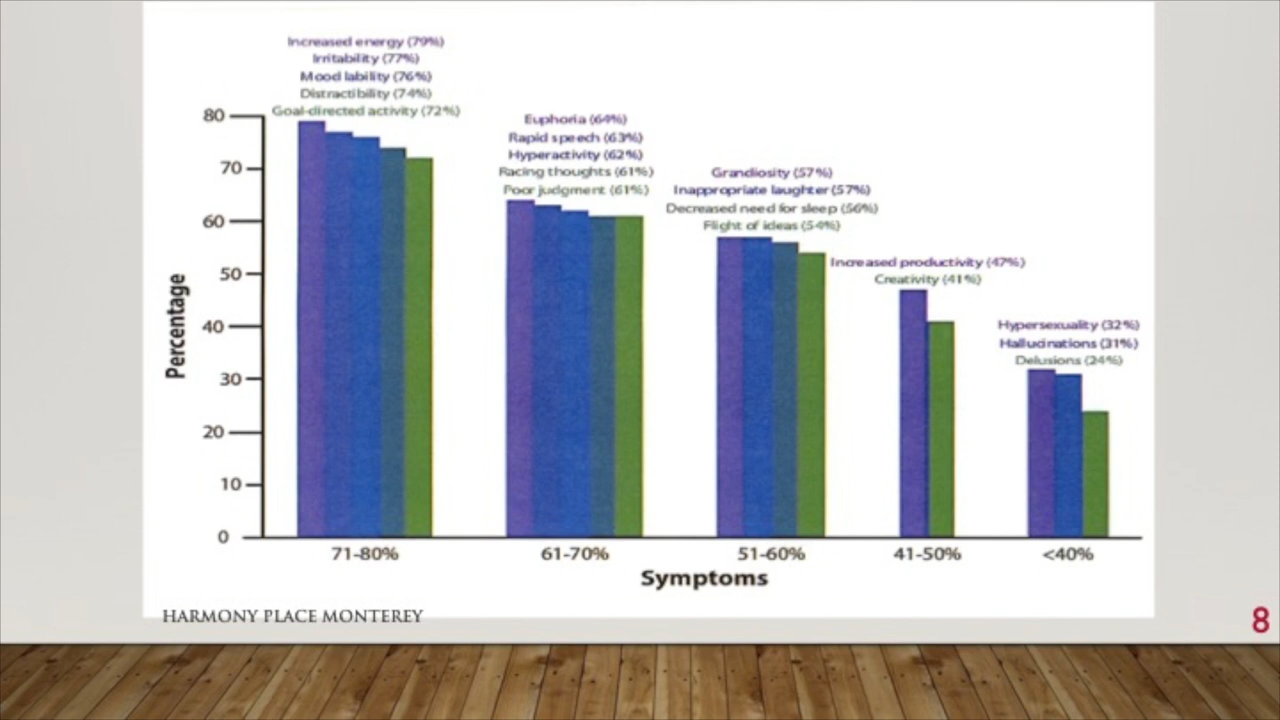 Increased energy (79%)
Irritability (77%)
Mood lability (76%)
Distractibility (74%)
Goal-directed activity (72%)
Euphoria (64%)
Rapid speech (63%)
Hyperactivity (62%)
Racing thoughts (61%)
Poor judgment (61%)
Grandiosity (57%)
Inappropriate laughter (57%)
Decreased need for sleep (56%)
Flight of ideas (54%)
Increased productivity (47%)
Creativity (41%)
Hypersexuality (32%)
Hallucinations (31%)
Delusions (24%)
Percentage
80
70
60
50
40
30
20
10
0
71-80%
61-70%
51-60%
41-50%
<40%
Symptoms
HARMONY PLACE MONTEREY
8